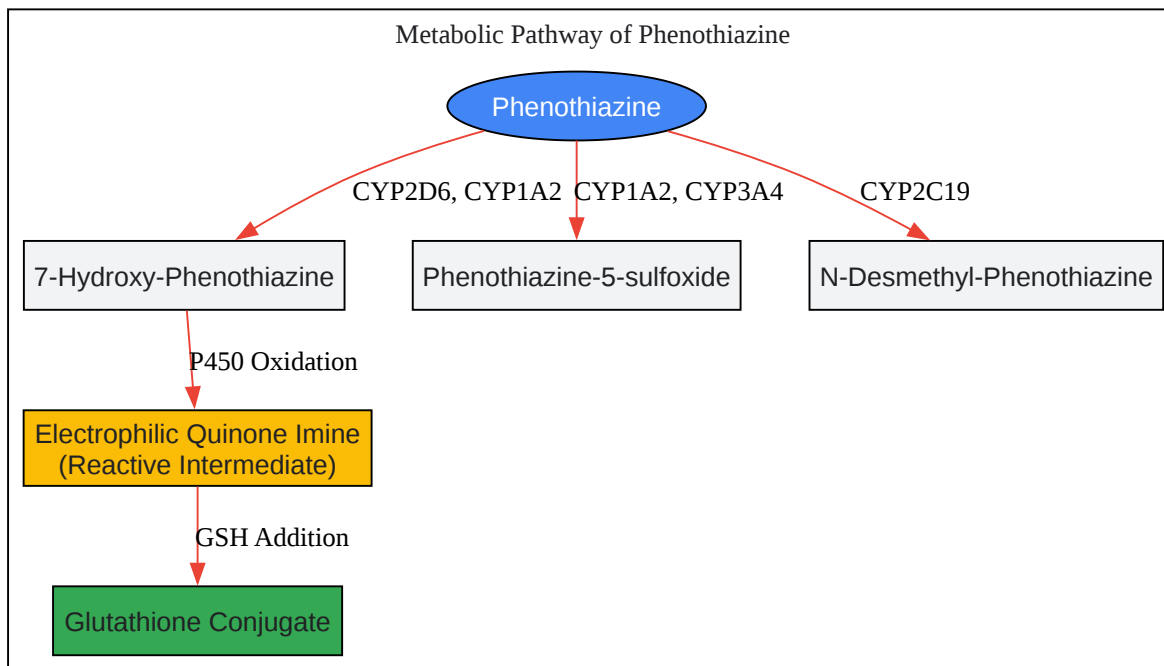 Metabolic Pathway of Phenothiazine
Phenothiazine
CYP2D6, CYP1A2
CYP1A2, CYP3A4
CYP2C19
7-Hydroxy-Phenothiazine
Phenothiazine-5-sulfoxide
N-Desmethyl-Phenothiazine
P450 Oxidation
Electrophilic Quinone Imine
(Reactive Intermediate)
GSH Addition
Glutathione Conjugate